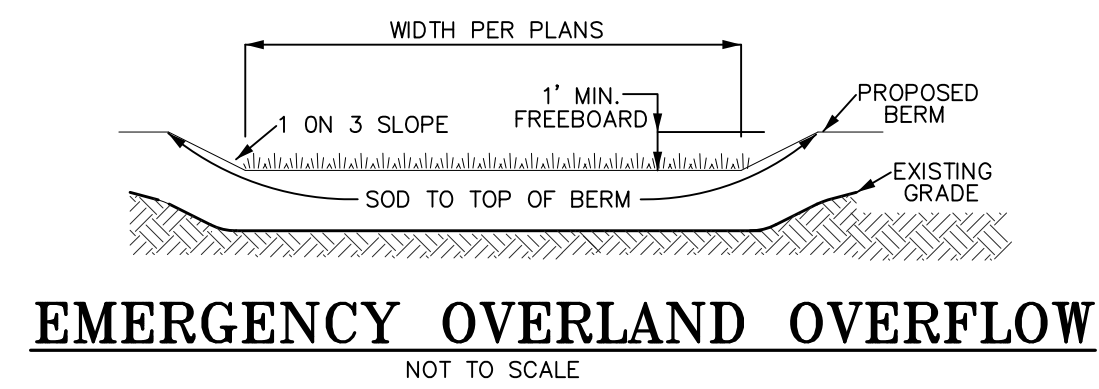 WIDTH PER PLANS
1' MIN.
FREEBOARD
PROPOSED
BERM
1 ON 3 SLOPE
EXISTING
GRADE
SOD TO TOP OF BERM
EMERGENCY OVERLAND OVERFLOW
NOT TO SCALE